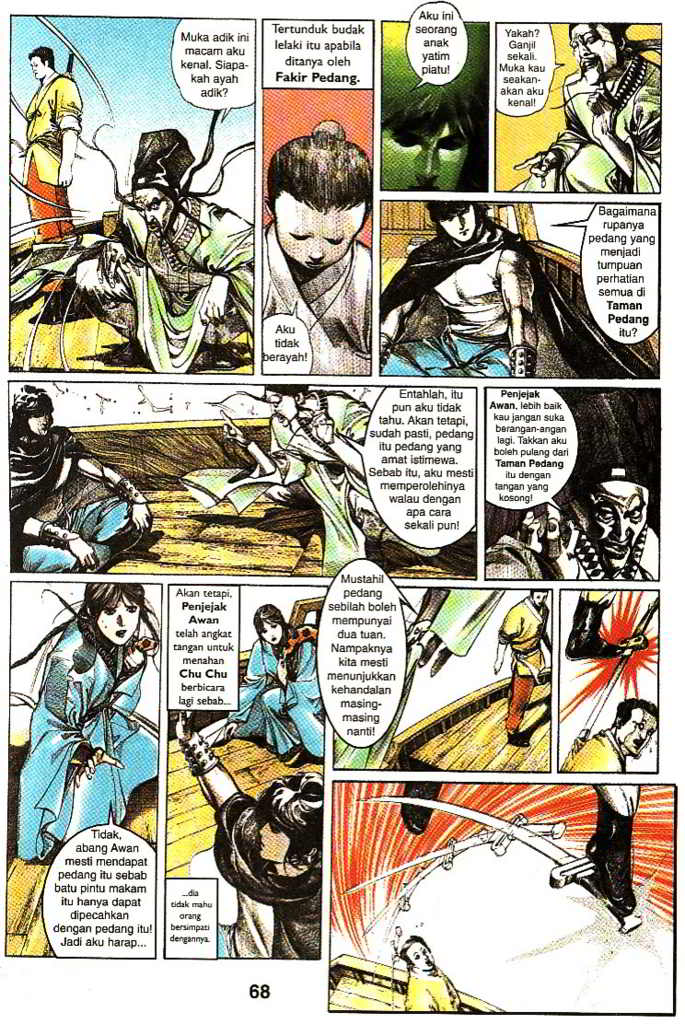 Muka adik ini
macam aku
kenal. Siapa-
kah ayah
adik?
Tertunduk budak
lelaki itu apabila
ditanya oleh
Fakir Pedang.
Aku
tidak
berayah!
Aku ini
seorang
anak
yatim
piatu!
Yakah?
Ganjil
sekali.
Muka kau
seakan-
akan aku
kenal!
Bagaimana
rupanya
pedang yang
menjadi
tumpuan
perhatian
semua di
Taman
Pedang
itu?
Entahlah, itu
pun aku tidak
tahu. Akan tetapi,
sudah pasti, pedang
itu pedang yang
amat istimewa.
Sebab itu, aku mesti
memperolehinya
walau dengan
apa cara
sekali pun!
Penjejak
Awan, lebih baik
kau jangan suka
berangan-angan
lagi. Takkan aku
boleh pulang dari
Taman Pedang
itu dengan
tangan yang
kosong!
Tidak,
abang Awan
mesti mendapat
pedang itu sebab
batu pintu makam
itu hanya dapat
dipecahkan
dengan pedang itu!
Jadi aku harap...
Akan tetapi,
Penjejak
Awan
telah angkat
tangan untuk
menahan
Chu Chu
berbicara
lagi sebab...
...dia
tidak mahu
orang
bersimpati
dengannya.
Mustahil
pedang
sebilah boleh
mempunyai
dua tuan.
Nampaknya
kita mesti
menunjukkan
kehandalan
masing-
masing
nanti!
68